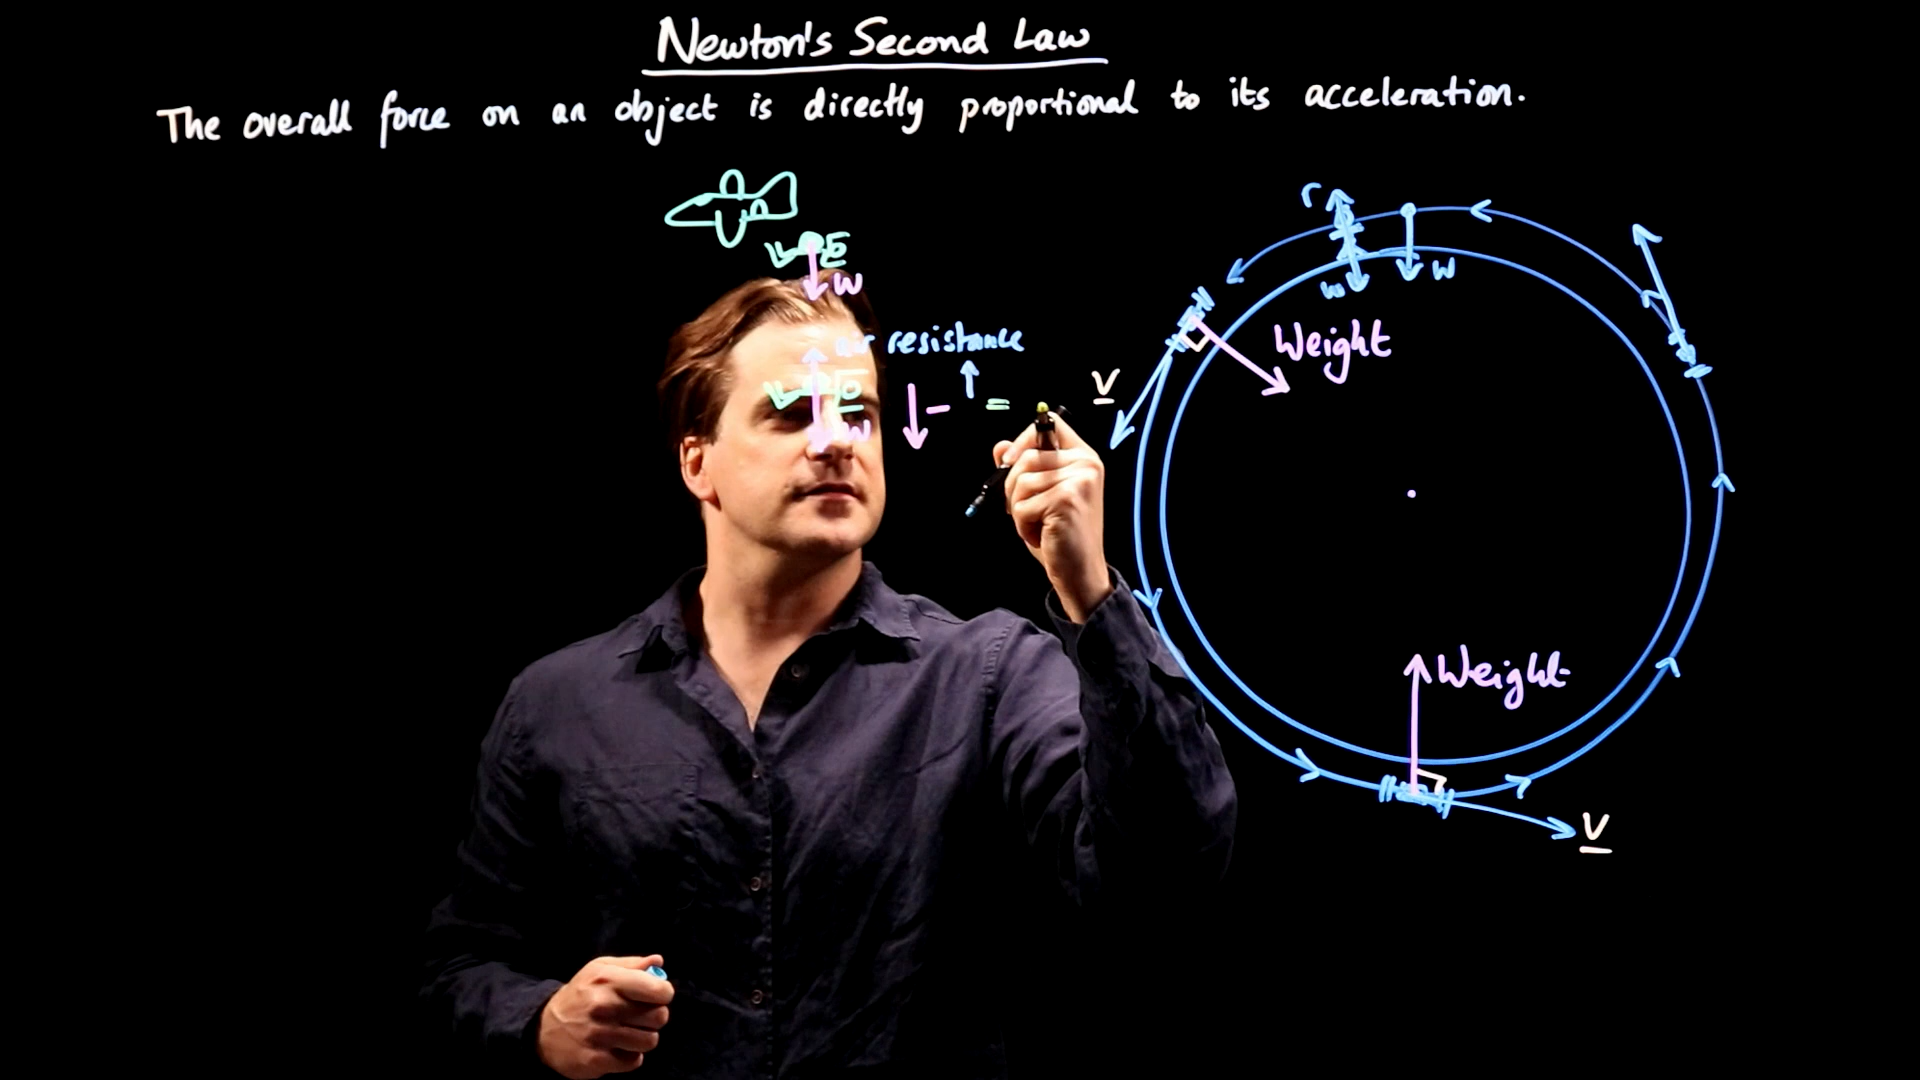 Newton's Second Law
The overall force on an object is directly proportional to its acceleration.
r
w
W
W
Weight
air resistance
W
- =
v
Weight
v